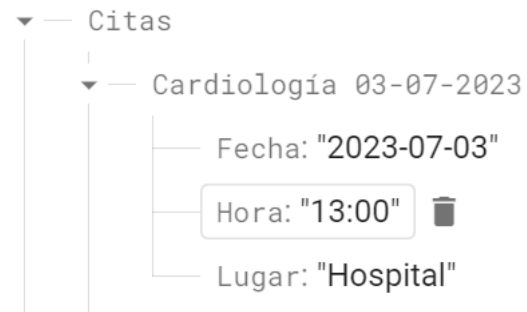 Citas
Cardiología 03-07-2023
Fecha: "2023-07-03"
Hora: "13:00"
Lugar: "Hospital"